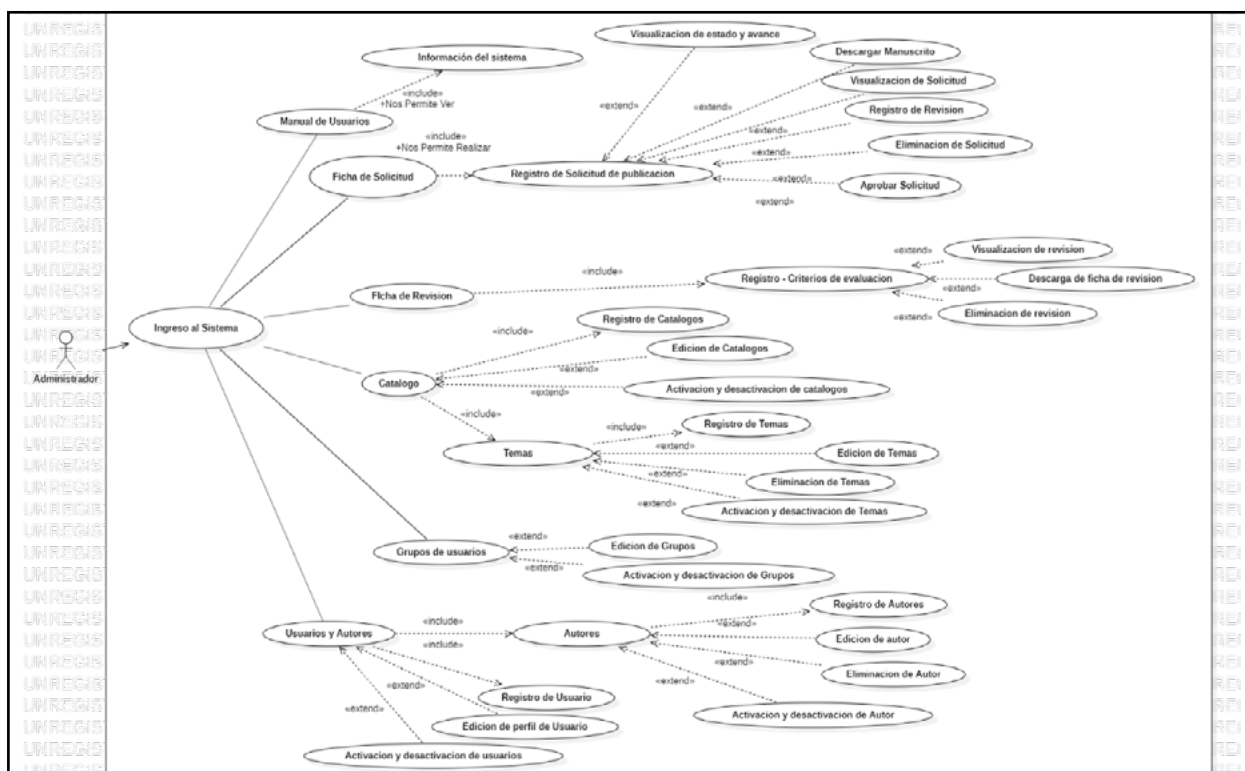 Visualizacion de estado y avance
Descargar Manuscrito
Información del sistema
Visualizacion de Solicitud
«include»
+Nos Permite Ver
«extend»
«extend»
Registro de Revision
Manual de Usuarios
«extend»
«include»
+Nos Permite Realizar
Eliminacion de Solicitud
«extend»
Ficha de Solicitud
Registro de Solicitud de publicacion
«extend»
Aprobar Solicitud
«extend»
«extend»
Visualizacion de revision
«include»
Registro - Criterios de evaluacion
Descarga de ficha de revision
«extend»
FIcha de Revision
«extend»
Eliminacion de revision
Registro de Catalogos
Ingreso al Sistema
«include»
Edicion de Catalogos
Administrador
«extend»
Catalogo
Activacion y desactivacion de catalogos
«extend»
«include»
Registro de Temas
«include»
«extend»
Temas
Edicion de Temas
«extend»
Eliminacion de Temas
«extend»
Activacion y desactivacion de Temas
«extend»
Edicion de Grupos
Grupos de usuarios
«extend»
Activacion y desactivacion de Grupos
«include»
Registro de Autores
«include»
«extend»
Usuarios y Autores
Autores
Edicion de autor
«include»
«extend»
Eliminacion de Autor
«extend»
«extend»
Registro de Usuario
«extend»
Activacion y desactivacion de Autor
Edicion de perfil de Usuario
Activacion y desactivacion de usuarios